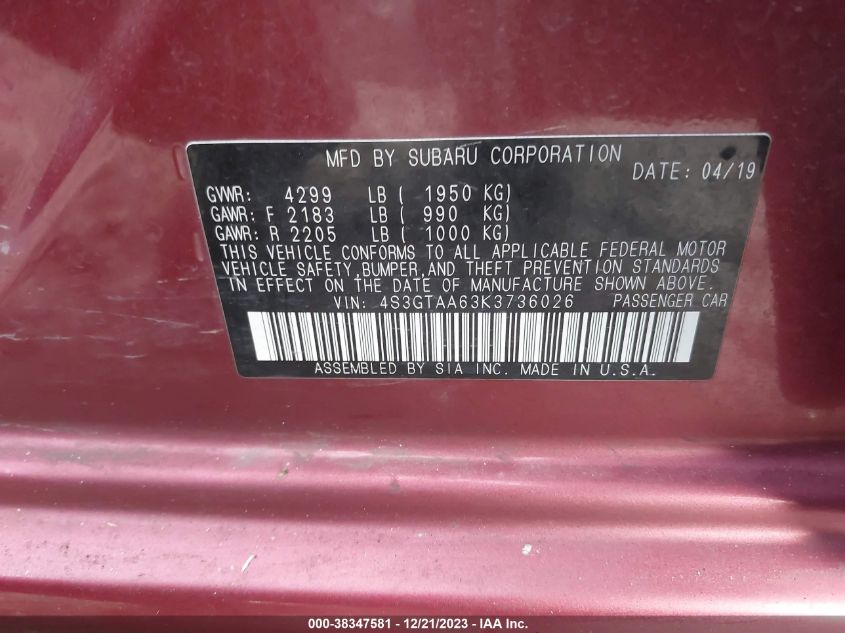 MFD BY SUBARU CORPORATION
DATE: 04/19
GVWR: 4299 LB ( 1950 KG)
GAWR: F 2183 LB ( 990 KG)
GAWR: R 2205 LB ( 1000 KG)
THIS VEHICLE CONFORMS TO ALL APPLICABLE FEDERAL MOTOR
VEHICLE SAFETY,BUMPER,AND THEFT PREVENTION STANDARDS
IN EFFECT ON THE DATE OF MANUFACTURE SHOWN ABOVE.
VIN: 4S3GTAA63K3736026 PASSENGER CAR
ASSEMBLED BY SIA INC. MADE IN U.S.A.
000-38347581 - 12/21/2023 - IAA Inc.